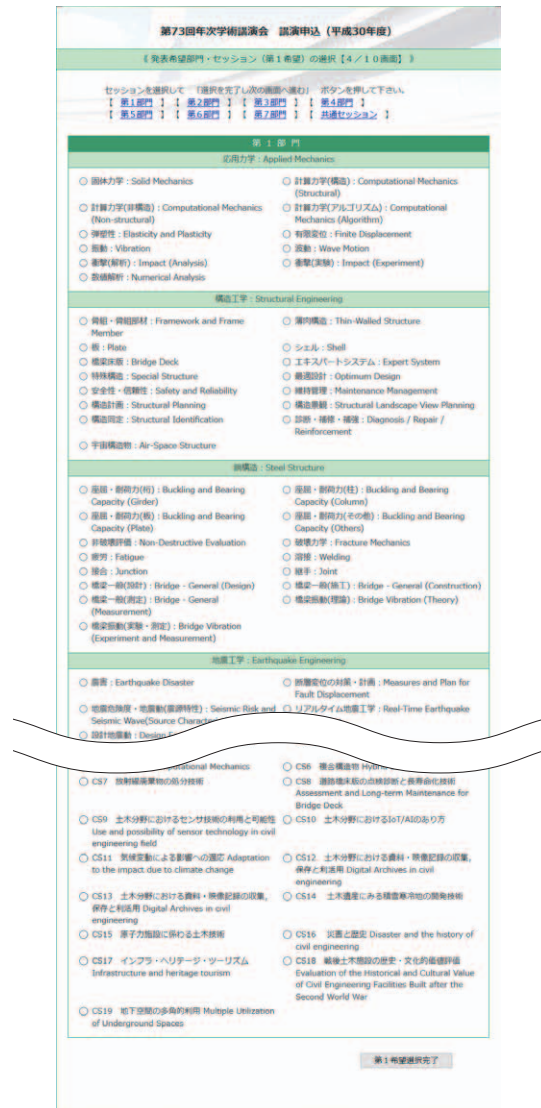 第73回年次学術講演会　講演申込（平成30年度）
《 発表希望部門・セッション（第1希望）の選択【4／10画面】 》
セッションを選択して　「選択を完了し次の画面へ進む」　ボタンを押して下さい。
【 第1部門 】【 第2部門 】【 第3部門 】【 第4部門 】
【 第5部門 】【 第6部門 】【 第7部門 】【 共通セッション 】
第 1 部 門
応用力学 : Applied Mechanics
固体力学 : Solid Mechanics
計算力学(構造) : Computational Mechanics
(Structural)
計算力学(非構造) : Computational Mechanics
(Non-structural)
計算力学(アルゴリズム) : Computational
Mechanics (Algorithm)
弾塑性 : Elasticity and Plasticity
有限変位 : Finite Displacement
振動 : Vibration
波動 : Wave Motion
衝撃(解析) : Impact (Analysis)
衝撃(実験) : Impact (Experiment)
数値解析 : Numerical Analysis
構造工学 : Structural Engineering
骨組・骨組部材 : Framework and Frame
Member
薄肉構造 : Thin-Walled Structure
板 : Plate
シェル : Shell
橋梁床版 : Bridge Deck
エキスパートシステム : Expert System
特殊構造 : Special Structure
最適設計 : Optimum Design
安全性・信頼性 : Safety and Reliability
維持管理 : Maintenance Management
構造計画 : Structural Planning
構造景観 : Structural Landscape View Planning
構造同定 : Structural Identification
診断・補修・補強 : Diagnosis / Repair /
Reinforcement
宇宙構造物 : Air-Space Structure
鋼構造 : Steel Structure
座屈・耐荷力(桁) : Buckling and Bearing
Capacity (Girder)
座屈・耐荷力(柱) : Buckling and Bearing
Capacity (Column)
座屈・耐荷力(板) : Buckling and Bearing
Capacity (Plate)
座屈・耐荷力(その他) : Buckling and Bearing
Capacity (Others)
非破壊評価 : Non-Destructive Evaluation
破壊力学 : Fracture Mechanics
疲労 : Fatigue
溶接 : Welding
接合 : Junction
継手 : Joint
橋梁一般(設計) : Bridge - General (Design)
橋梁一般(施工) : Bridge - General (Construction)
橋梁一般(測定) : Bridge - General
(Measurement)
橋梁振動(理論) : Bridge Vibration (Theory)
橋梁振動(実験・測定) : Bridge Vibration
(Experiment and Measurement)
地震工学 : Earthquake Engineering
震害 : Earthquake Disaster
断層変位の対策・計画 : Measures and Plan for
Fault Displacement
地震危険度・地震動(震源特性) : Seismic Risk and
Seismic Wave(Source Character
リアルタイム地震工学 : Real-Time Earthquake
設計地震動 : Design
Computational Mechanics
CS6　複合構造物 Hybrid
CS7　放射性廃棄物の処分技術
CS8　道路橋床版の点検診断と長寿命化技術
Assessment and Long-term Maintenance for
Bridge Deck
CS9　土木分野におけるセンサ技術の利用と可能性
Use and possibility of sensor technology in civil
engineering field
CS10　土木分野におけるIoT/AIのあり方
CS11　気候変動による影響への適応 Adaptation
to the impact due to climate change
CS12　土木分野における資料・映像記録の収集,
保存と利活用 Digital Archives in civil
engineering
CS13　土木分野における資料・映像記録の収集,
保存と利活用 Digital Archives in civil
engineering
CS14　土木遺産にみる積雪寒冷地の開発技術
CS15　原子力施設に係わる土木技術
CS16　災害と歴史 Disaster and the history of
civil engineering
CS17　インフラ・ヘリテージ・ツーリズム
Infrastructure and heritage tourism
CS18　戦後土木施設の歴史・文化的価値評価
Evaluation of the Historical and Cultural Value
of Civil Engineering Facilities Built after the
Second World War
CS19　地下空間の多角的利用 Multiple Utilization
of Underground Spaces
第1希望選択完了